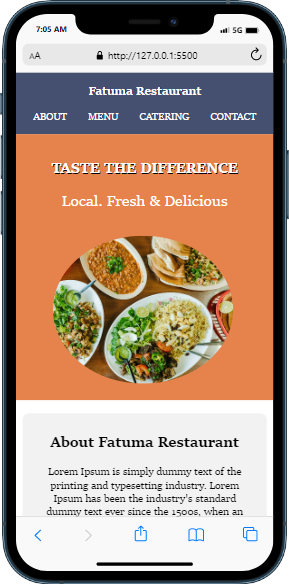 7:05 AM 5G
AA http://127.0.0.1:5500
Fatuma Restaurant
ABOUT MENU CATERING CONTACT
TASTE THE DIFFERENCE
Local. Fresh & Delicious
About Fatuma Restaurant
Lorem Ipsum is simply dummy text of the
printing and typesetting industry. Lorem
Ipsum has been the industry's standard
dummy text ever since the 1500s, when an